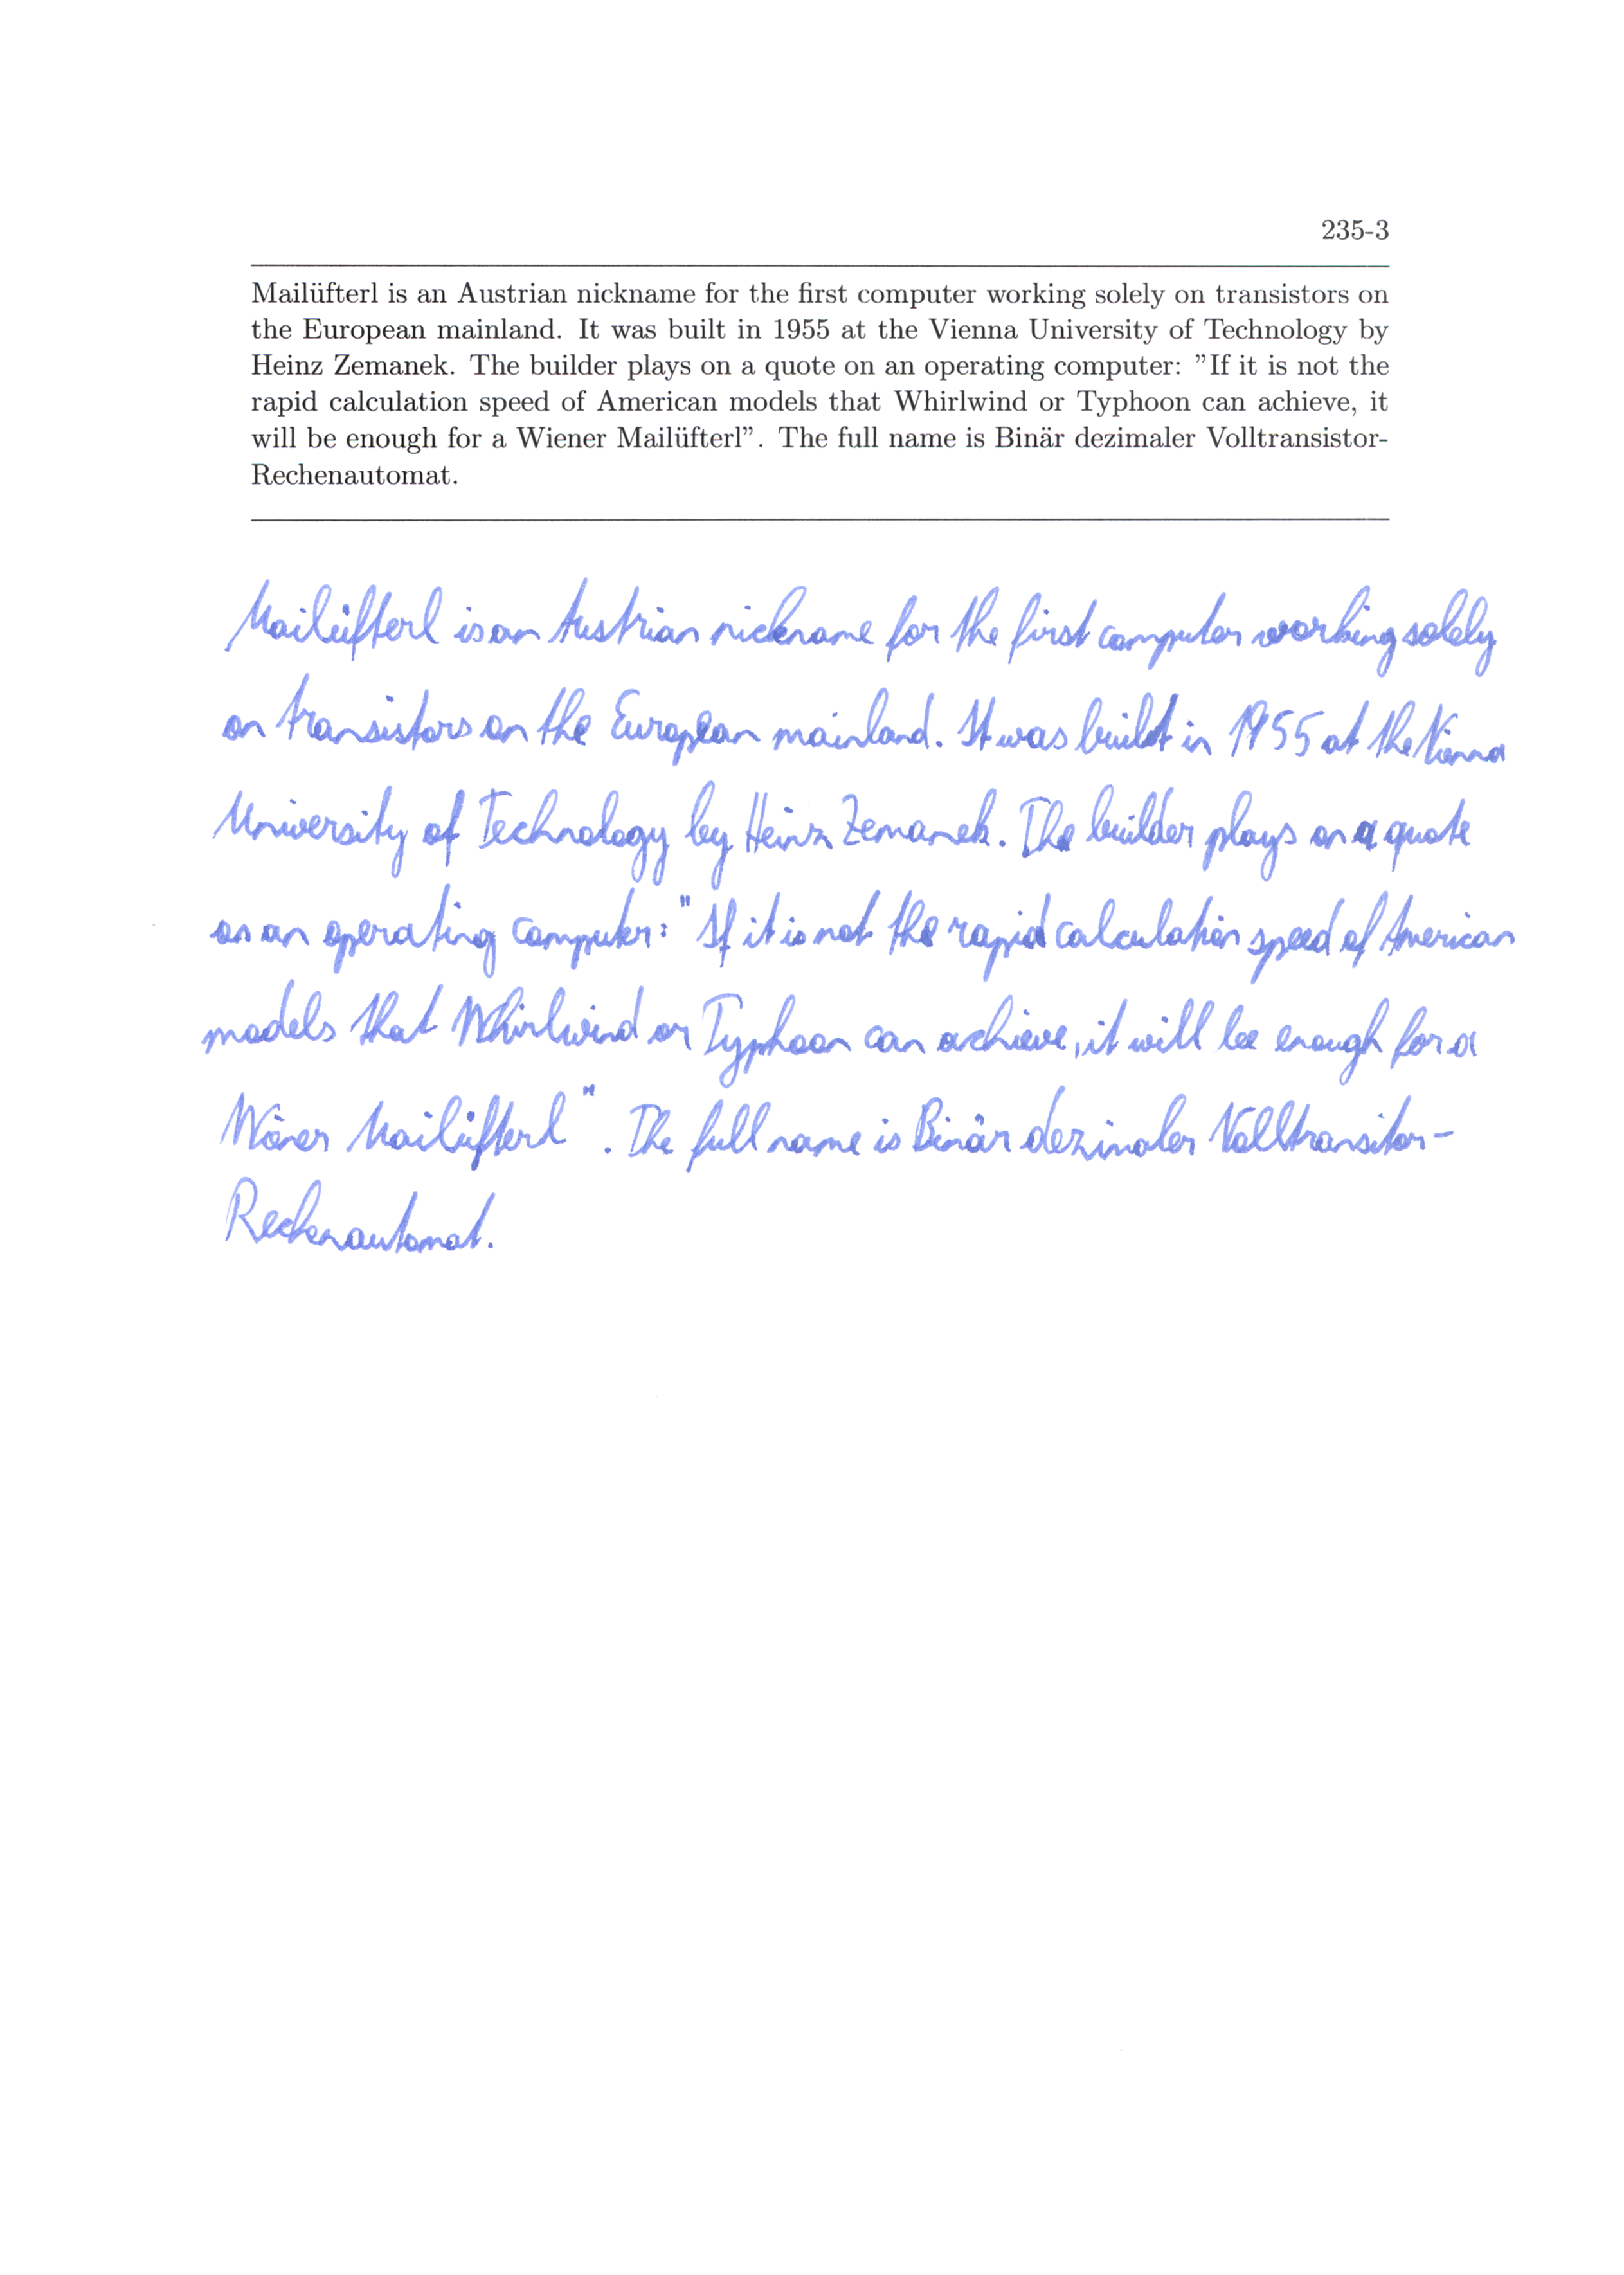 235-3
Mailüfterl is an Austrian nickname for the first computer working solely on transistors on
the European mainland. It was built in 1955 at the Vienna University of Technology by
Heinz Zemanek. The builder plays on a quote on an operating computer: "If it is not the
rapid calculation speed of American models that Whirlwind or Typhoon can achieve, it
will be enough for a Wiener Mailüfterl". The full name is Binär dezimaler Volltransistor-
Rechenautomat.
Mailüfterl is an Austrian nickname for the first computer working solely
on transistors on the European mainland. It was built in 1955 at the Vienna
University of Technology by Heinz Zemanek. The builder plays on a quote
on an operating computer: "If it is not the rapid calculation speed of American
models that Whirlwind or Typhoon can achieve, it will be enough for a
Wiener Mailüfterl". The full name is Binär dezimaler Volltransitor-
Rechenautomat.